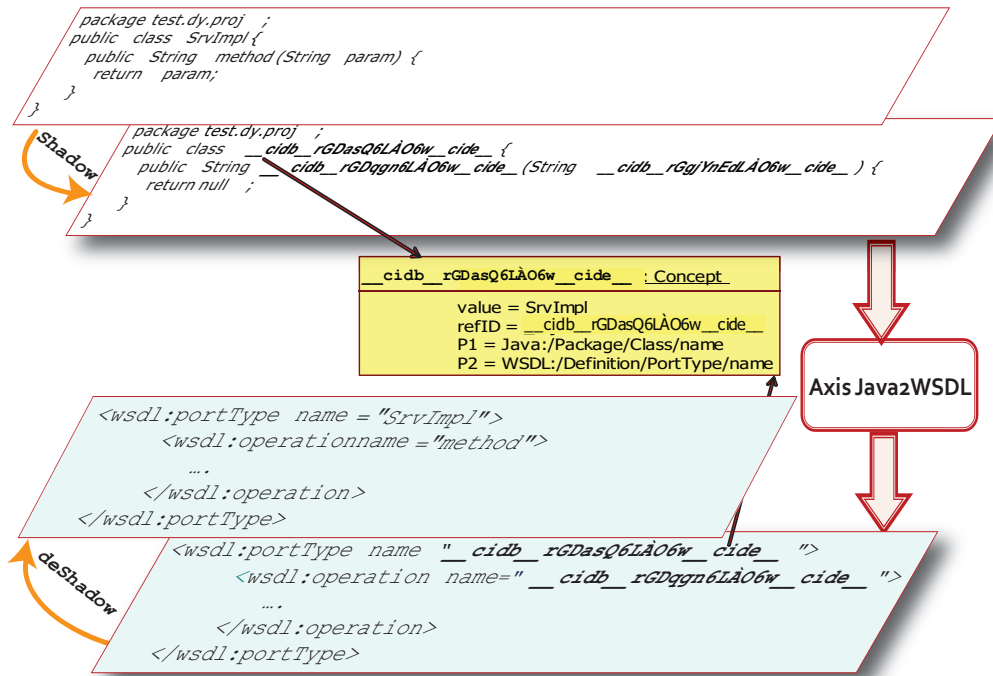 package test.dy.proj ;
public class SrvImpl{
public String method(String param) {
return param;
}
}
Shadow
package test.dy.proj ;
public class __cidb__rGDasQ6LÀO6w__cide__ {
public String __cidb__rGDqgn6LÀO6w__cide_(String __cidb__rGgjYnEdLÀO6w__cide_ ) {
return null ;
}
}
__cidb__rGDasQ6LÀO6w__cide__ : Concept
value = SrvImpl
refID = __cidb__rGDasQ6LÀO6w__cide__
P1 = Java:/Package/Class/name
P2 = WSDL:/Definition/PortType/name
Axis Java2WSDL
<wsdl:portType name = "SrvImpl">
<wsdl:operationname ="method">
….
</wsdl:operation>
</wsdl:portType>
deShadow
<wsdl:portType name "__cidb__rGDasQ6LÀO6w__cide__ ">
<wsdl:operation name=" __cidb__rGDqgn6LÀO6w__cide_ ">
….
</wsdl:operation>
</wsdl:portType>